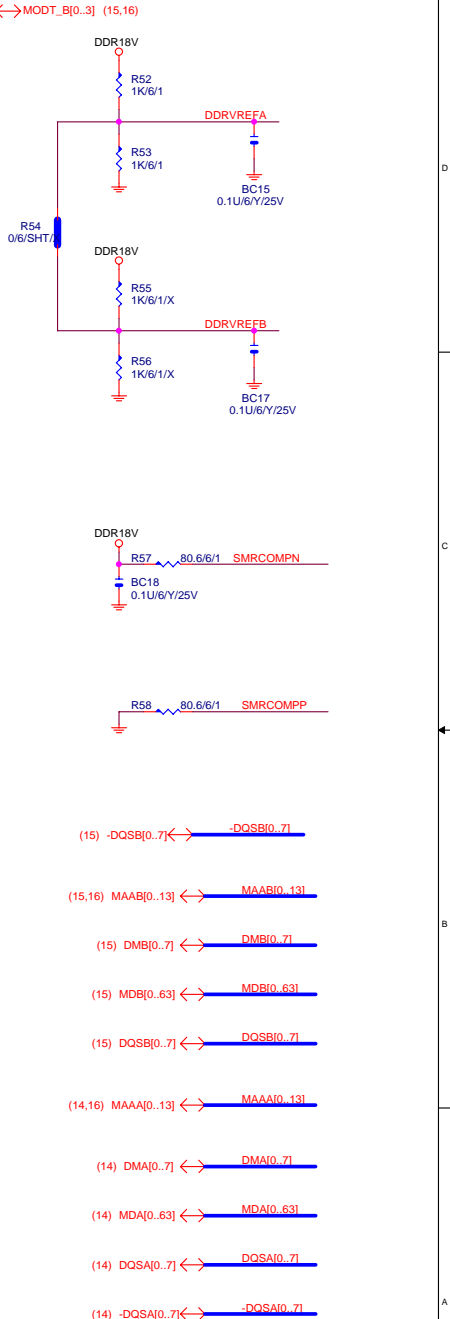 MODT_B[0..3] (15,16)
DDR18V
R52
1K/6/1
DDRVREFA
R53
1K/6/1
BC15
0.1U/6/Y/25V
D
R54
0/6/SHT/
DDR18V
R55
1K/6/1/X
DDRVREFB
R56
1K/6/1/X
BC17
0.1U/6/Y/25V
DDR18V
C
R57 80.6/6/1 SMRCOMPN
BC18
0.1U/6/Y/25V
R58 80.6/6/1 SMRCOMPP
(15) -DQSB[0..7] -DQSB[0..7]
(15,16) MAAB[0..13] MAAB[0..13]
B
(15) DMB[0..7] DMB[0..7]
(15) MDB[0..63] MDB[0..63]
(15) DQSB[0..7] DQSB[0..7]
(14,16) MAAA[0..13] MAAA[0..13]
(14) DMA[0..7] DMA[0..7]
(14) MDA[0..63] MDA[0..63]
(14) DQSA[0..7] DQSA[0..7]
A
(14) -DQSA[0..7] -DQSA[0..7]